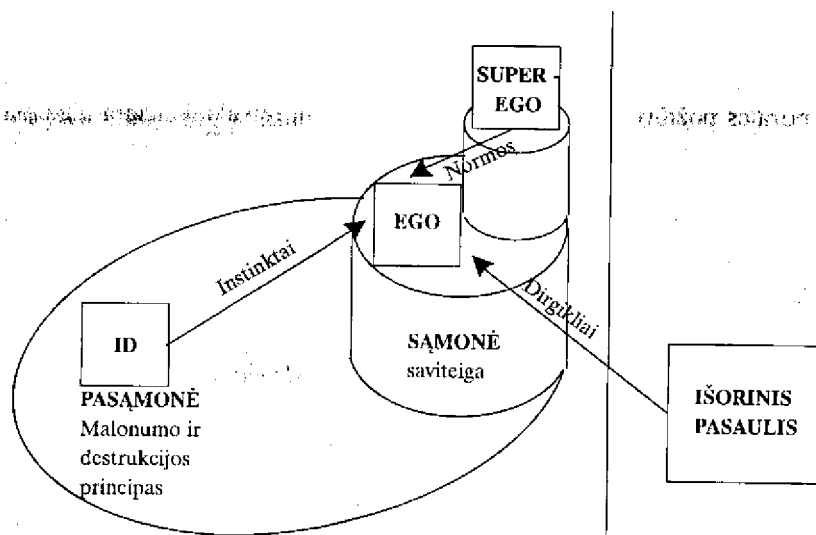 SUPER -
EGO
Normos
EGO
Instinktai
Dirgikliai
ID
SĄMONĖ
saviteiga
PASĄMONĖ
Malonumo ir
destrukcijos
principas
IŠORINIS
PASAULIS